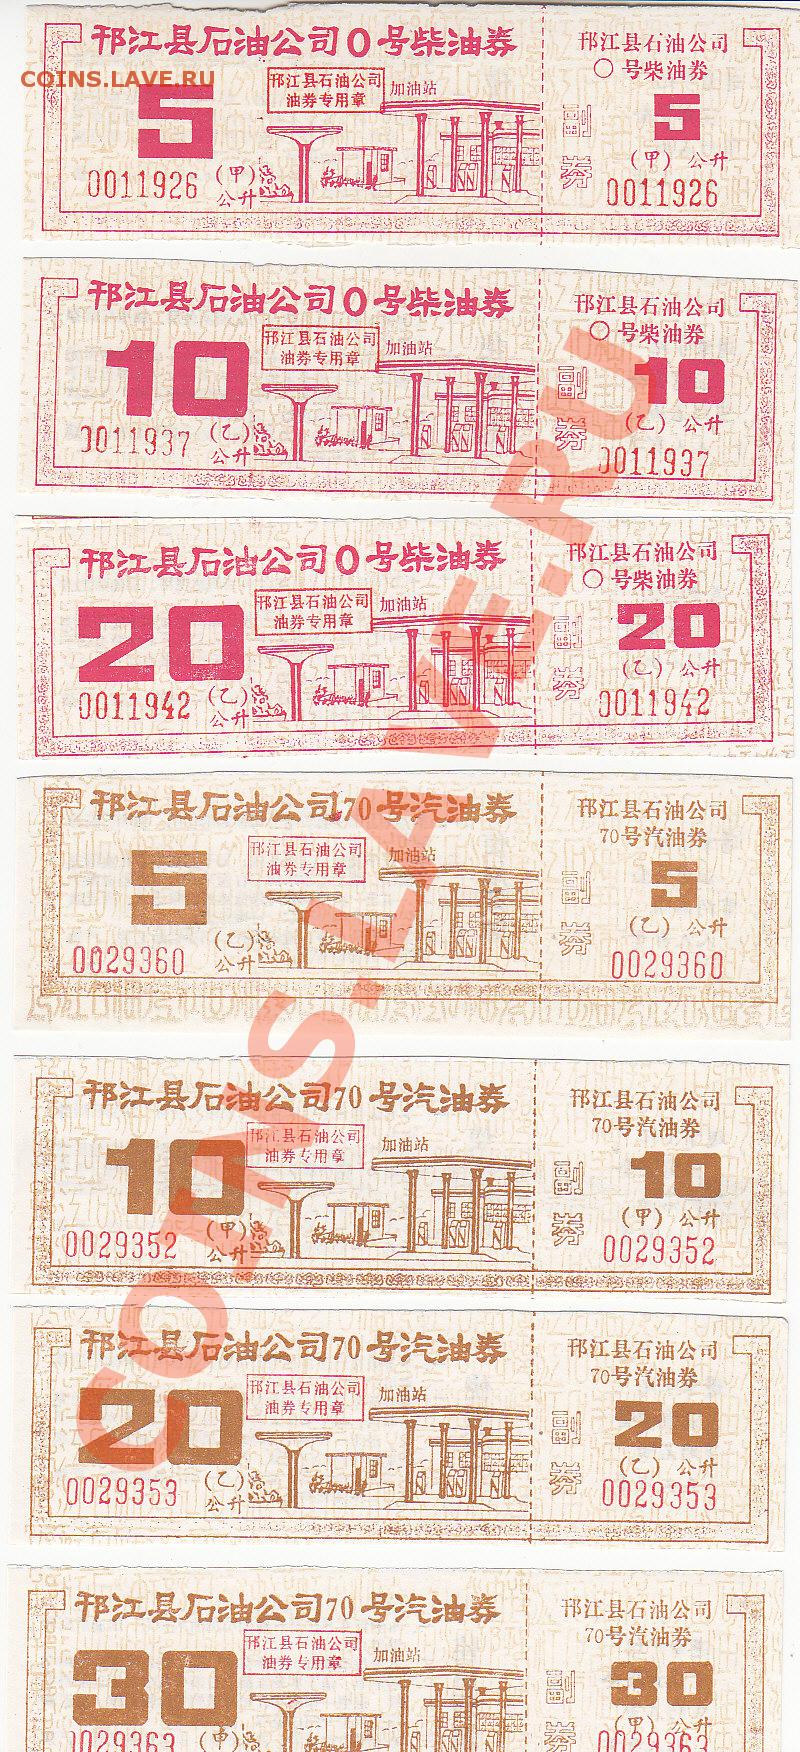 邗江县石油公司0号柴油券
邗江县石油公司
〇号柴油券
COINS.LAVE.RU
邗江县石油公司
油券专用章
加油站
5
副券
5
(甲)
公升
(甲) 公升
0011926
0011926
邗江县石油公司0号柴油券
邗江县石油公司
〇号柴油券
邗江县石油公司
油券专用章
加油站
10
副券
10
(乙)
公升
(乙) 公升
0011937
0011937
邗江县石油公司0号柴油券
邗江县石油公司
〇号柴油券
邗江县石油公司
油券专用章
加油站
20
副券
20
(乙)
公升
(乙) 公升
0011942
0011942
邗江县石油公司70号汽油券
邗江县石油公司
70号汽油券
邗江县石油公司
油券专用章
加油站
5
副券
5
(乙)
公升
(乙) 公升
0029360
0029360
邗江县石油公司70号汽油券
邗江县石油公司
70号汽油券
邗江县石油公司
油券专用章
加油站
10
副券
10
(甲)
公升
(甲) 公升
0029352
0029352
邗江县石油公司70号汽油券
邗江县石油公司
70号汽油券
邗江县石油公司
油券专用章
加油站
20
副券
20
(乙)
公升
(乙) 公升
0029353
0029353
邗江县石油公司70号汽油券
邗江县石油公司
70号汽油券
邗江县石油公司
油券专用章
加油站
30
副券
30
(甲)
(甲) 公升
0029363
0029363
COINS.LAVE.RU